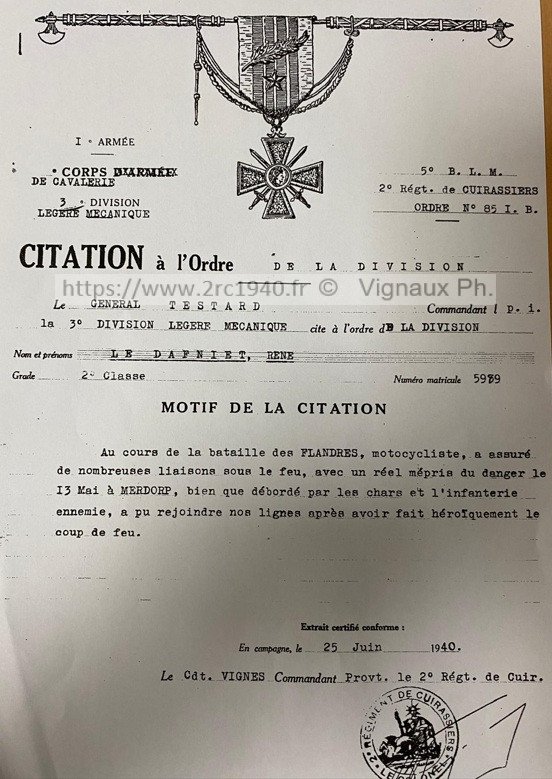 I° ARMÉE
CORPS D'ARMÉE
DE CAVALERIE
3° DIVISION
LEGERE MECANIQUE
5° B. L. M.
2° Régt. de CUIRASSIERS
ORDRE N° 85 I. B.
CITATION à l'Ordre DE LA DIVISION
https://www.2rc1940.fr © Vignaux Ph.
Le GENERAL TESTARD Commandant l p. i.
la 3° DIVISION LEGERE MECANIQUE cite à l'ordre dE LA DIVISION
Nom et prénoms LE DAFNIET, RENE
Grade 2° Classe Numéro matricule 5989
MOTIF DE LA CITATION
Au cours de la bataille des FLANDRES, motocycliste, a assuré
de nombreuses liaisons sous le feu, avec un réel mépris du danger le
I3 Mai à MERDORP, bien que débordé par les chars et l'infanterie
ennemie, a pu rejoindre nos lignes après avoir fait héroïquement le
coup de feu.
Extrait certifié conforme :
En campagne, le 25 Juin 1940.
Le Cdt. VIGNES Commandant Provt. le 2° Régt. de Cuir.
2° RÉGIMENT DE CUIRASSIERS